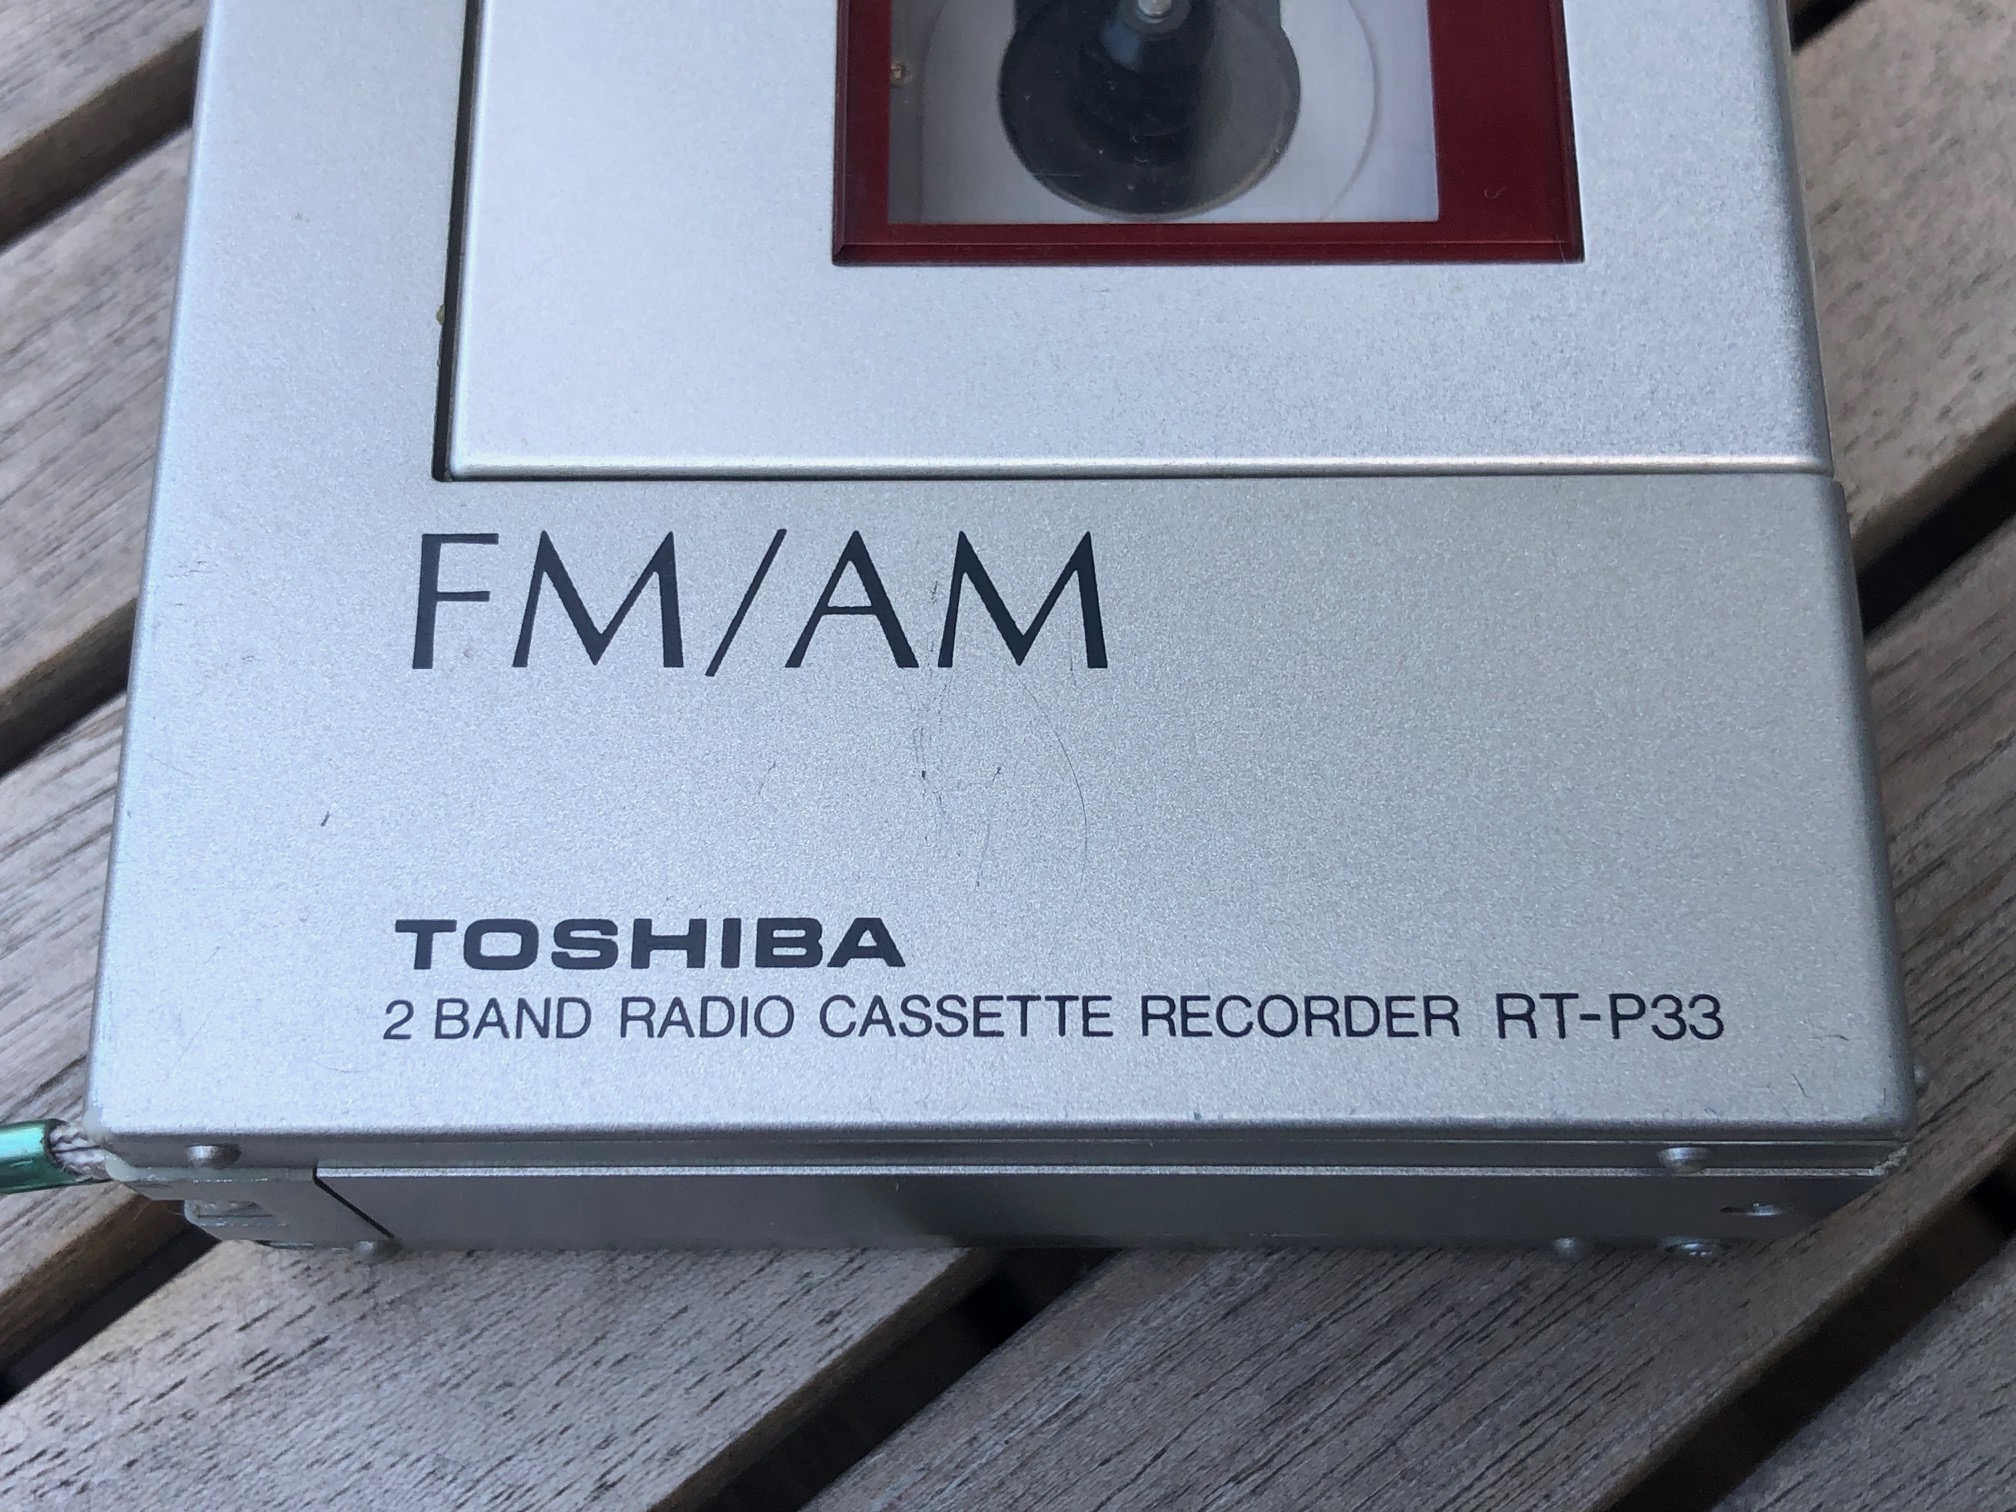 FM/AM
TOSHIBA
2 BAND RADIO CASSETTE RECORDER RT-P33